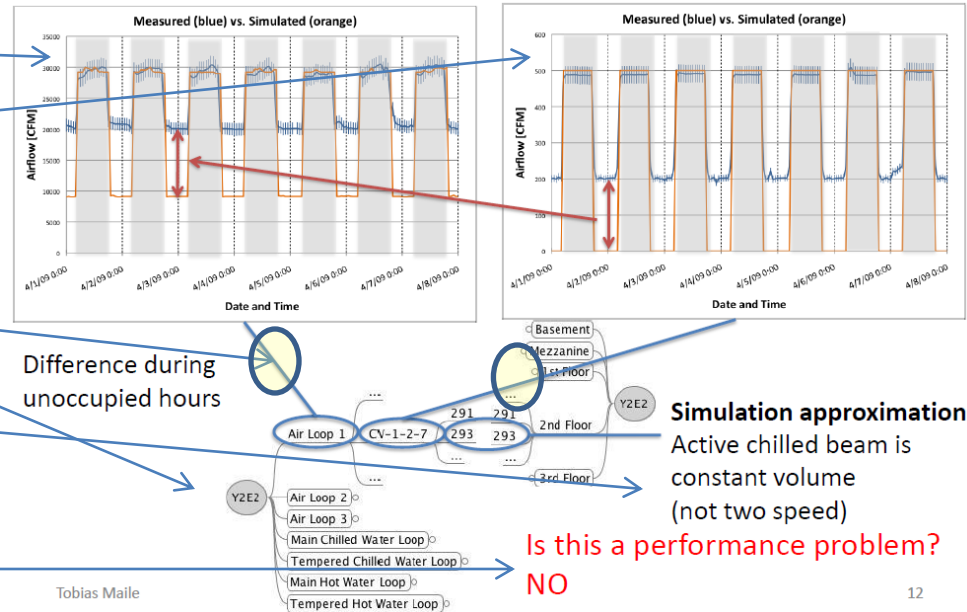 Measured (blue) vs. Simulated (orange)
35000
30000
25000
20000
15000
10000
5000
0
Airflow [CFM]
4/1/09 0:00
4/2/09 0:00
4/3/09 0:00
4/4/09 0:00
4/5/09 0:00
4/6/09 0:00
4/7/09 0:00
4/8/09 0:00
Date and Time
Measured (blue) vs. Simulated (orange)
600
500
400
300
200
100
0
Airflow [CFM]
4/1/09 0:00
4/2/09 0:00
4/3/09 0:00
4/4/09 0:00
4/5/09 0:00
4/6/09 0:00
4/7/09 0:00
4/8/09 0:00
Date and Time
Difference during
unoccupied hours
Basement
Mezzanine
1st Floor
2nd Floor
3rd Floor
Y2E2
...
...
291 291
Air Loop 1 CV-1-2-7 293 293
... ...
...
Y2E2
Air Loop 2
Air Loop 3
Main Chilled Water Loop
Tempered Chilled Water Loop
Main Hot Water Loop
Tempered Hot Water Loop
Simulation approximation
Active chilled beam is
constant volume
(not two speed)
Is this a performance problem?
NO
Tobias Maile
12